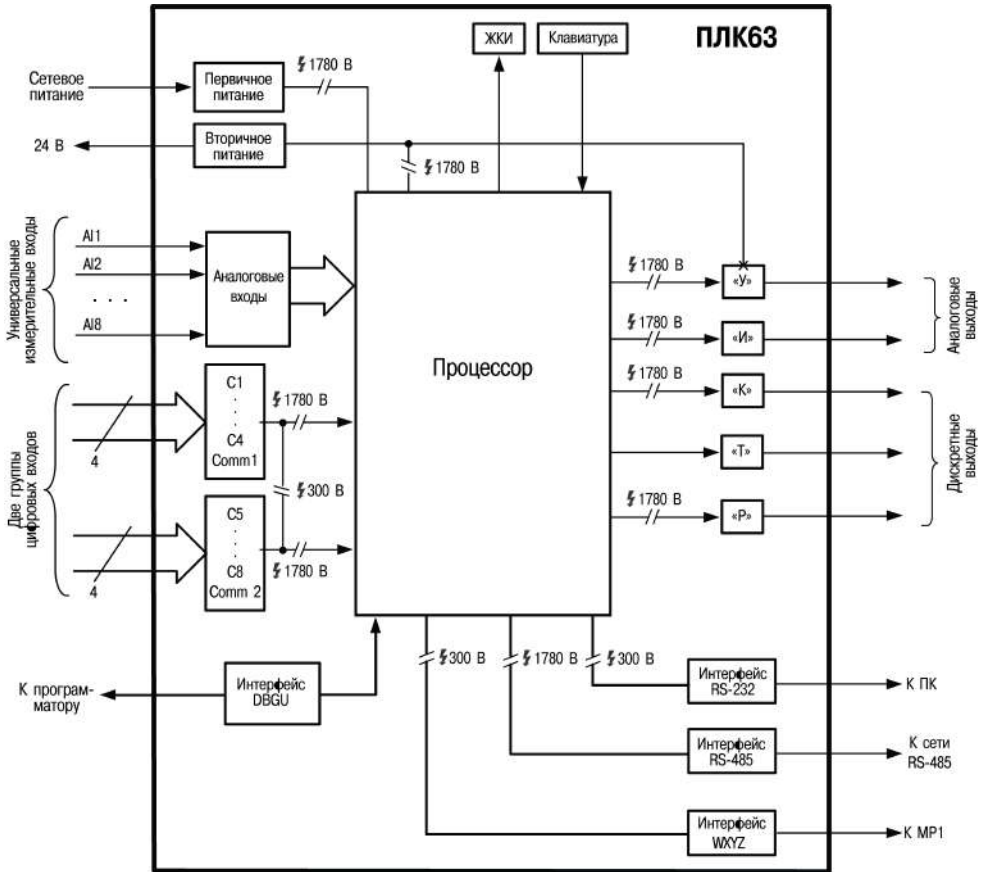 ПЛК63
ЖКИ
Клавиатура
Сетевое
питание
Первичное
питание
1780 В
24 В
Вторичное
питание
1780 В
Универсальные
измерительные входы
AI1
AI2
. . .
AI8
Аналоговые
входы
Процессор
1780 В
«У»
1780 В
«И»
Аналоговые
выходы
1780 В
«К»
«Т»
1780 В
«Р»
Дискретные
выходы
Две группы
цифровых входов
4
C1
.
.
.
C4
Comm1
1780 В
300 В
4
C5
.
.
.
C8
Comm 2
1780 В
300 В
1780 В
300 В
К програм-
матору
Интерфейс
DBGU
Интерфейс
RS-232
К ПК
Интерфейс
RS-485
К сети
RS-485
Интерфейс
WXYZ
К МР1